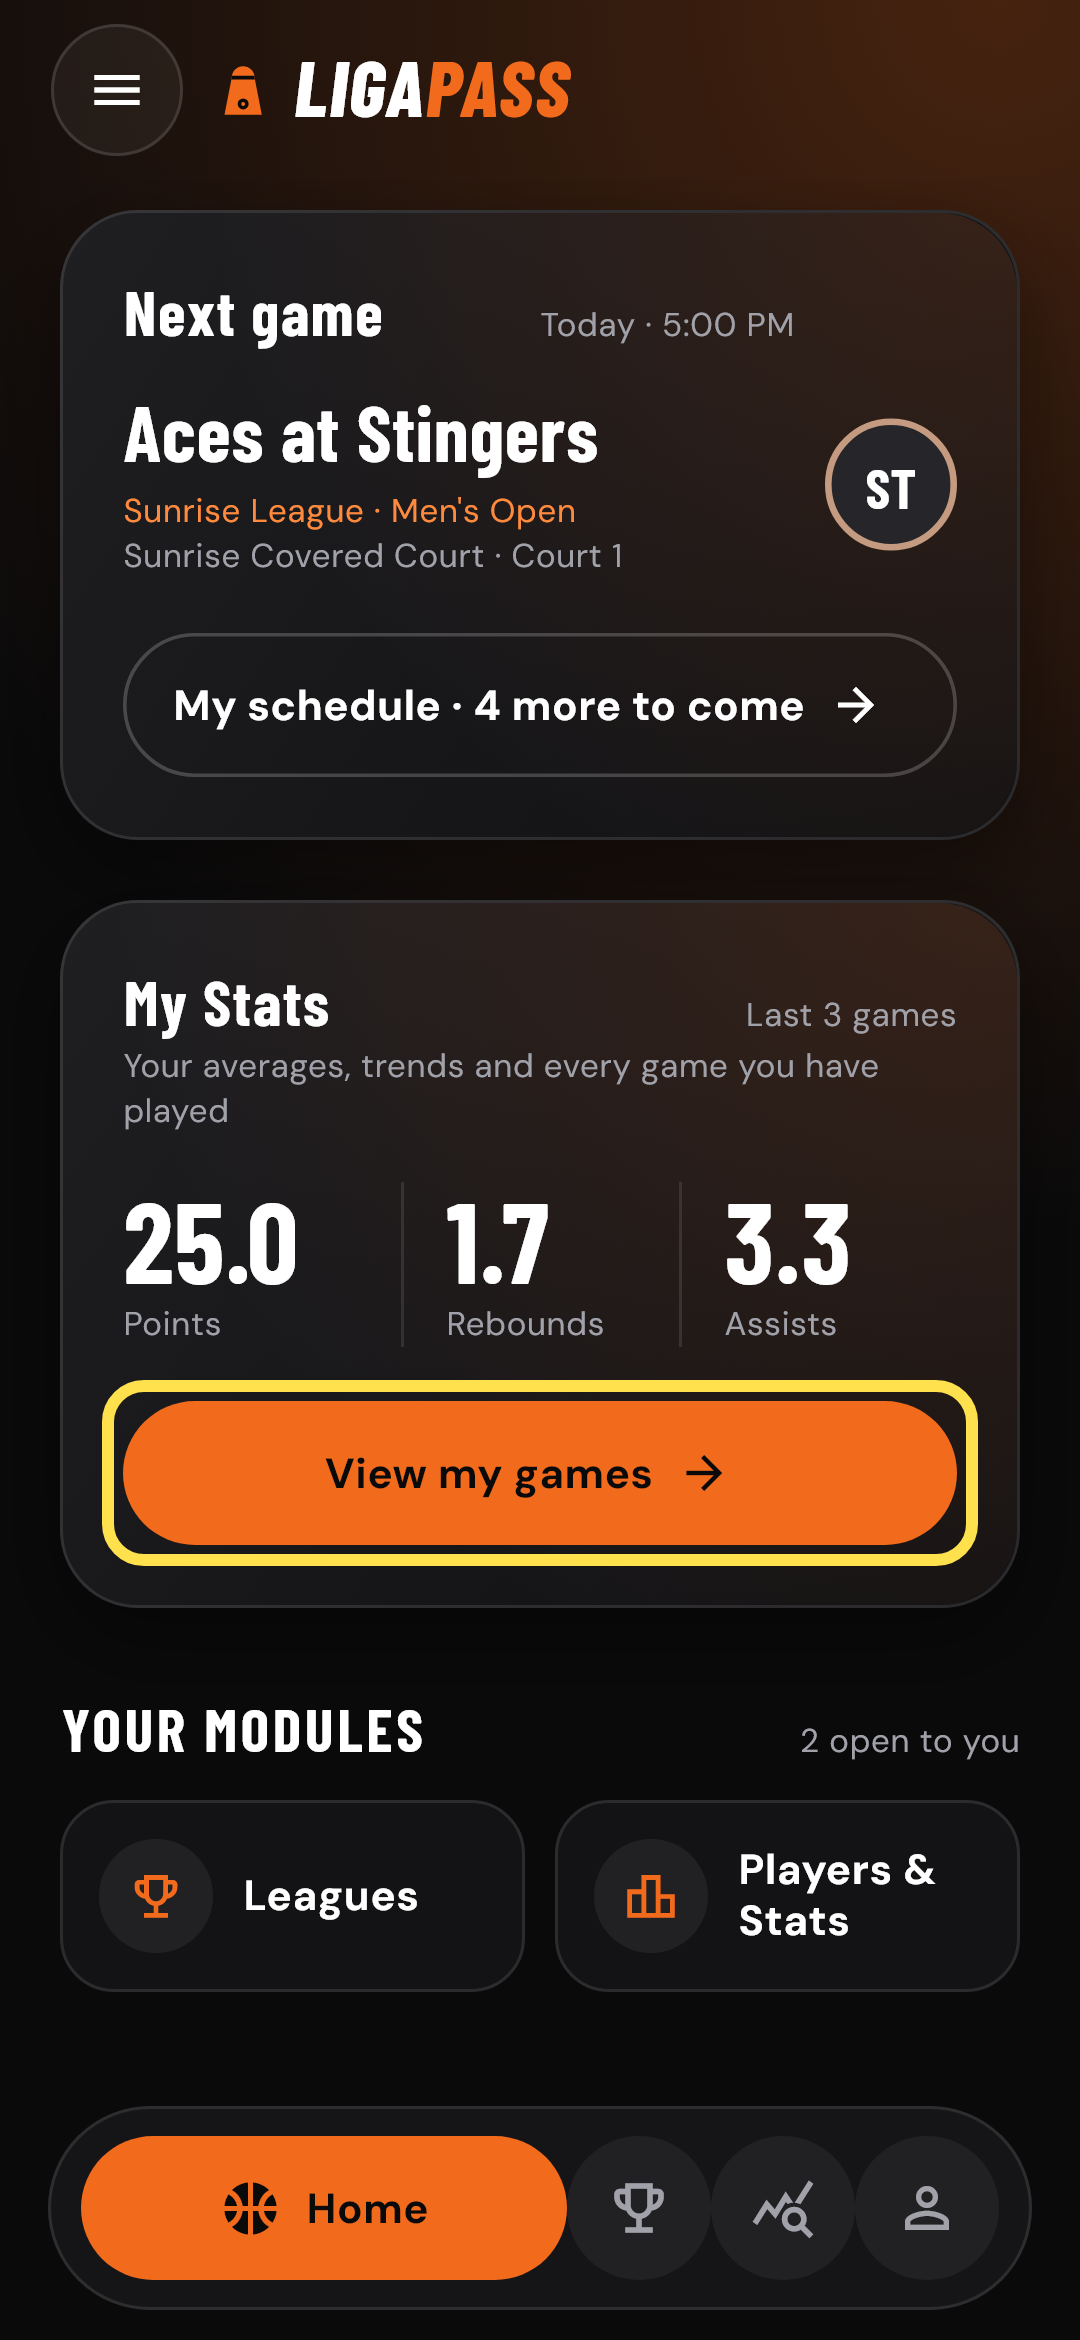 LIGAPASS
Next game
Today · 5:00 PM
Aces at Stingers
Sunrise League · Men's Open
Sunrise Covered Court · Court 1
ST
My schedule · 4 more to come
My Stats
Last 3 games
Your averages, trends and every game you have
played
25.0
1.7
3.3
Points
Rebounds
Assists
View my games
YOUR MODULES
2 open to you
Leagues
Players &
Stats
Home